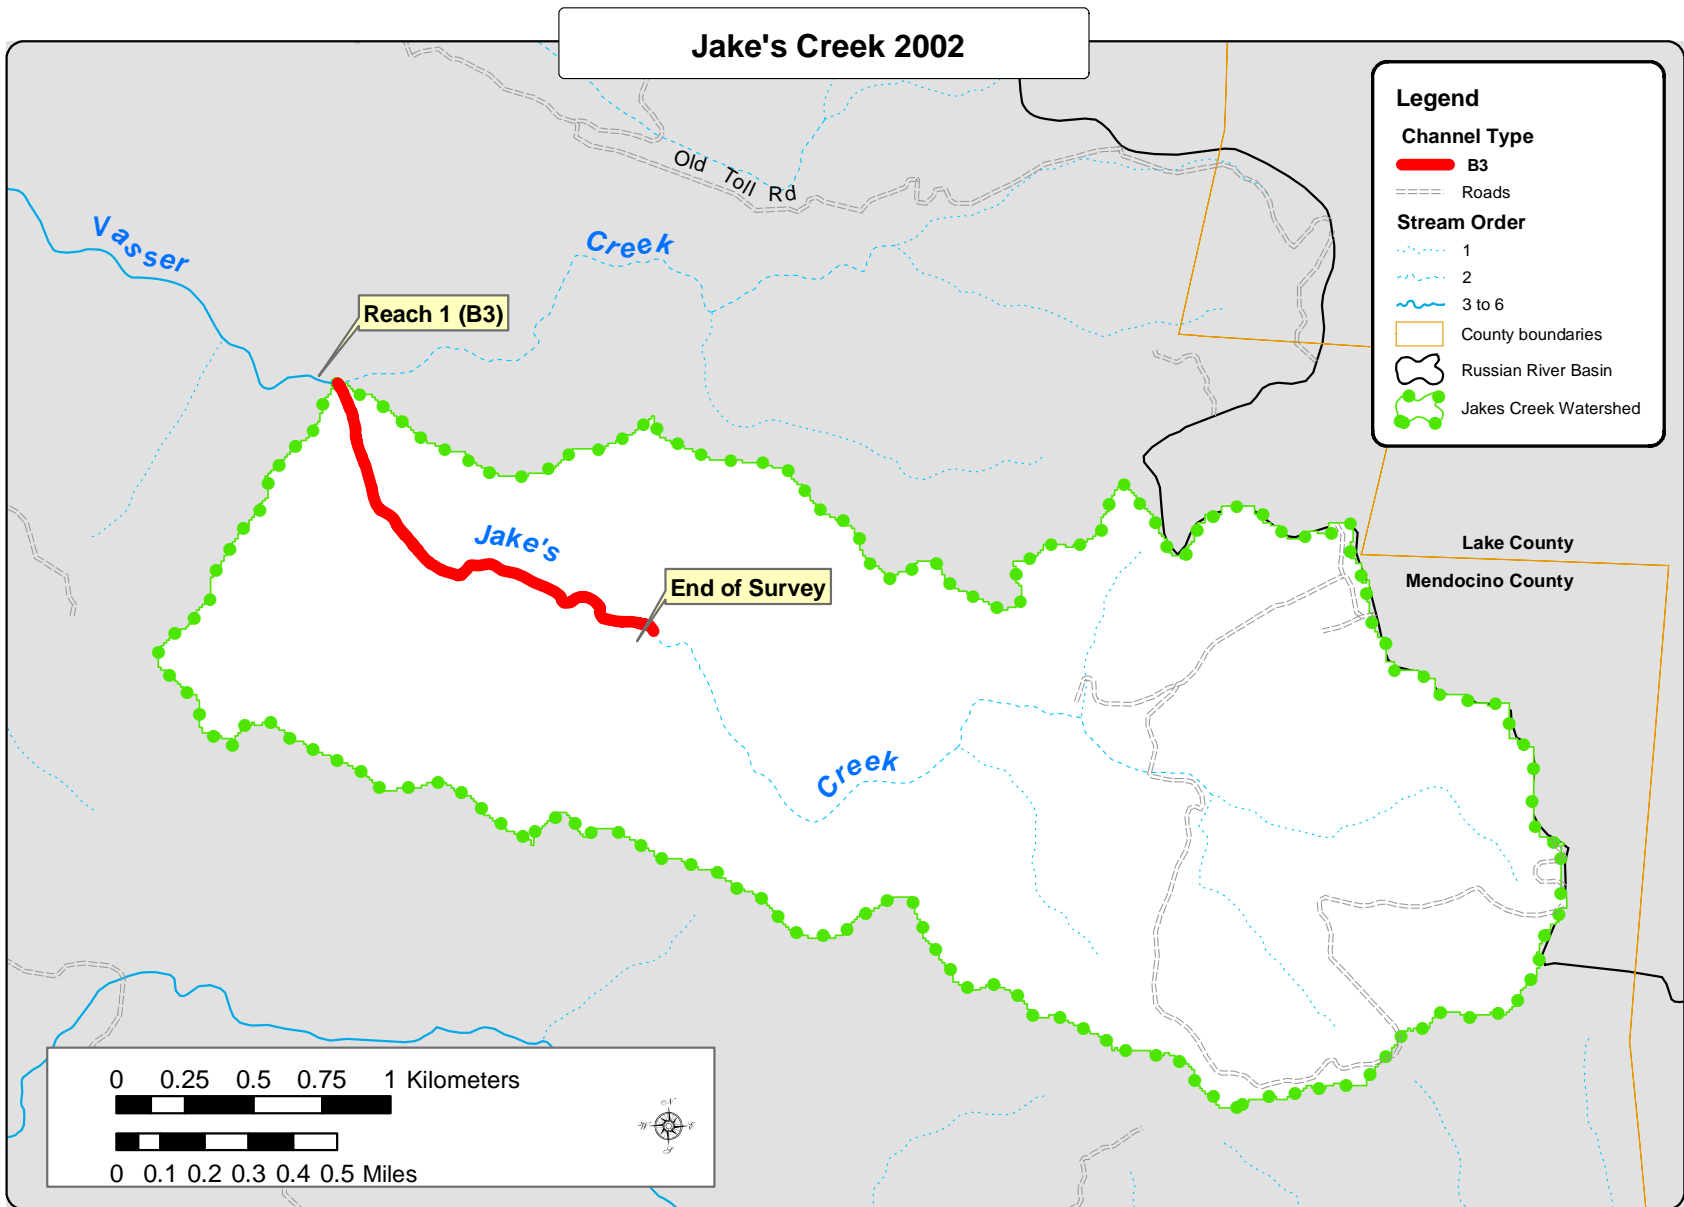 Jake's Creek 2002
Legend
Channel Type
B3
Roads
Stream Order
1
2
3 to 6
County boundaries
Russian River Basin
Jakes Creek Watershed
Old Toll Rd
Vasser Creek
Reach 1 (B3)
Jake's Creek
End of Survey
Lake County
Mendocino County
0 0.25 0.5 0.75 1 Kilometers
0 0.1 0.2 0.3 0.4 0.5 Miles
N
W E
S